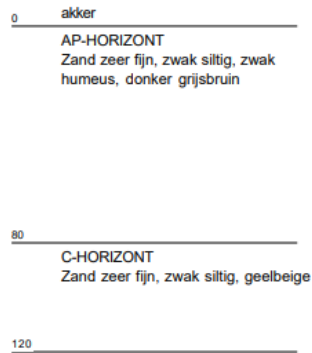 0 akker
AP-HORIZONT
Zand zeer fijn, zwak siltig, zwak
humeus, donker grijsbruin
80
C-HORIZONT
Zand zeer fijn, zwak siltig, geelbeige
120